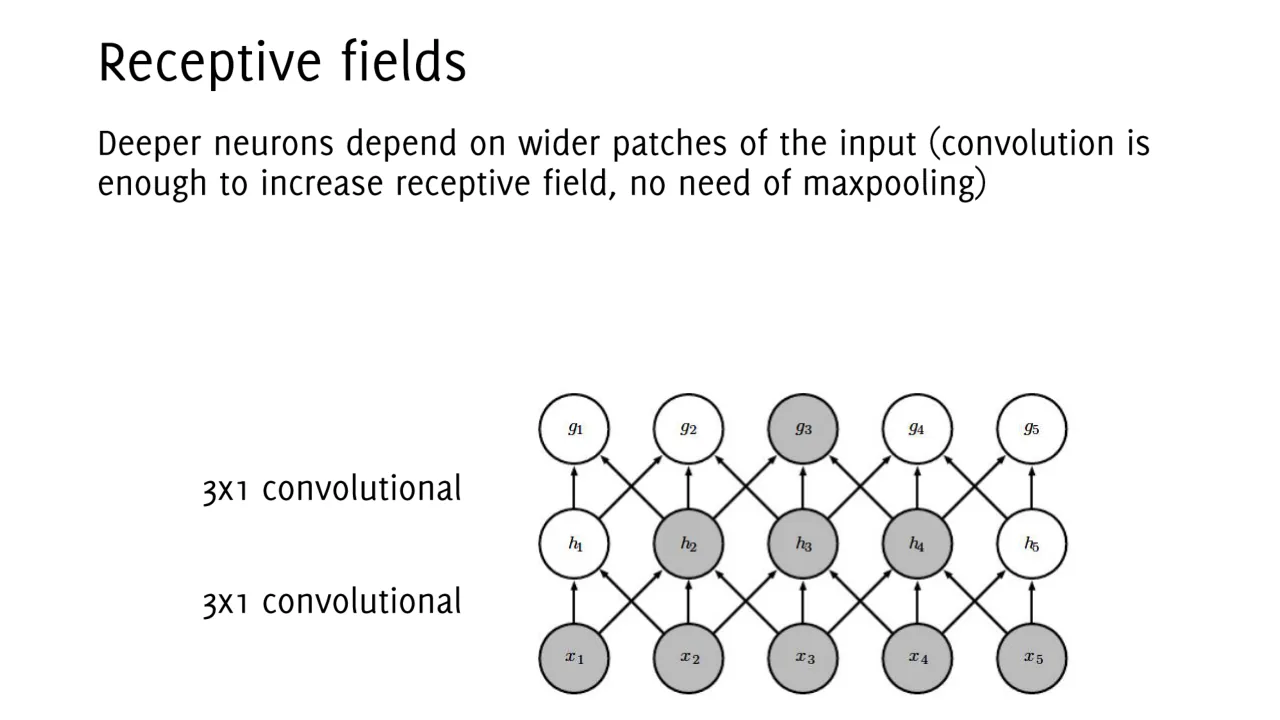 Receptive fields
Deeper neurons depend on wider patches of the input (convolution is
enough to increase receptive field, no need of maxpooling)
g1 g2 g3 g4 g5
3x1 convolutional
h1 h2 h3 h4 h5
3x1 convolutional
x1 x2 x3 x4 x5